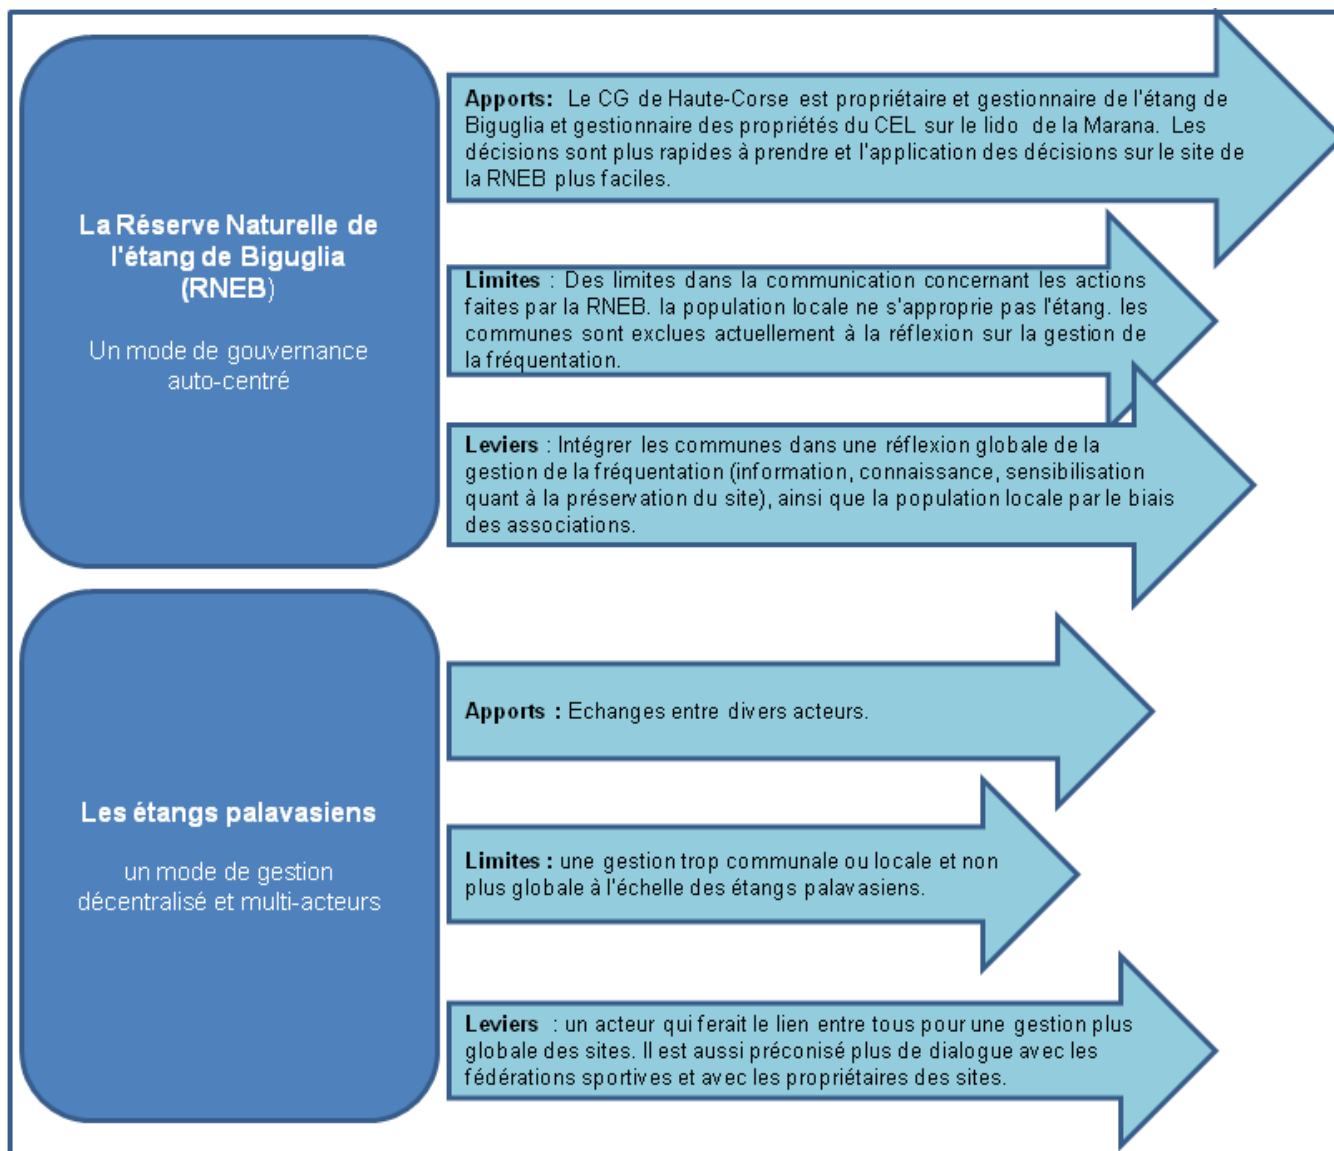 La Réserve Naturelle de
l'étang de Biguglia
(RNEB)
Un mode de gouvernance
auto-centré
Apports: Le CG de Haute-Corse est propriétaire et gestionnaire de l'étang de
Biguglia et gestionnaire des propriétés du CEL sur le lido de la Marana. Les
décisions sont plus rapides à prendre et l'application des décisions sur le site de
la RNEB plus faciles.
Limites : Des limites dans la communication concernant les actions
faites par la RNEB. la population locale ne s'approprie pas l'étang. les
communes sont exclues actuellement à la réflexion sur la gestion de
la fréquentation.
Leviers : Intégrer les communes dans une réflexion globale de la
gestion de la fréquentation (information, connaissance, sensibilisation
quant à la préservation du site), ainsi que la population locale par le biais
des associations.
Les étangs palavasiens
un mode de gestion
décentralisé et multi-acteurs
Apports : Echanges entre divers acteurs.
Limites : une gestion trop communale ou locale et non
plus globale à l'échelle des étangs palavasiens.
Leviers : un acteur qui ferait le lien entre tous pour une gestion plus
globale des sites. Il est aussi préconisé plus de dialogue avec les
fédérations sportives et avec les propriétaires des sites.